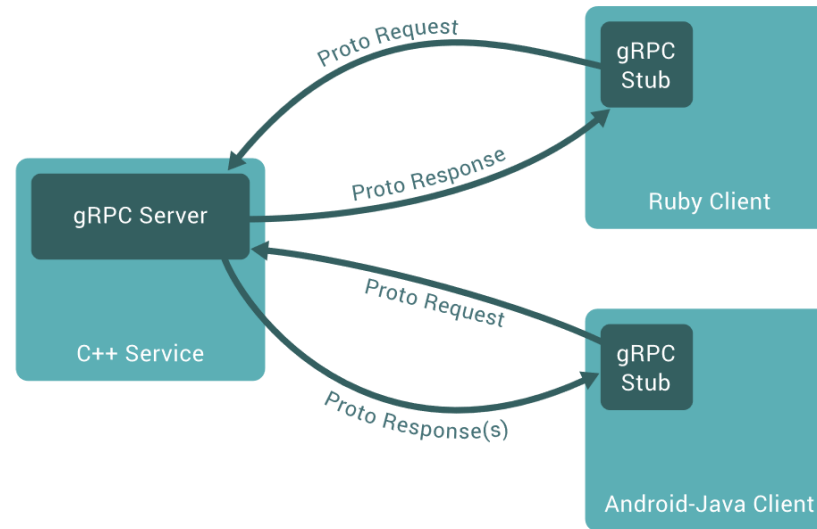 Proto Request
gRPC
Stub
Proto Response
Ruby Client
gRPC Server
C++ Service
Proto Request
gRPC
Stub
Proto Response(s)
Android-Java Client